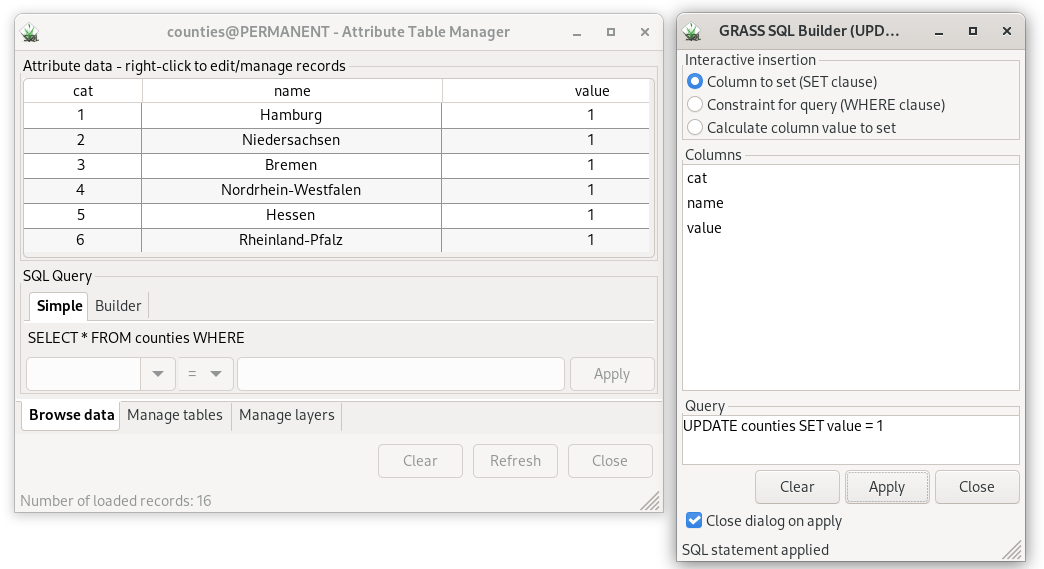 counties@PERMANENT - Attribute Table Manager
Attribute data - right-click to edit/manage records
cat name value
1 Hamburg 1
2 Niedersachsen 1
3 Bremen 1
4 Nordrhein-Westfalen 1
5 Hessen 1
6 Rheinland-Pfalz 1
SQL Query
Simple Builder
SELECT * FROM counties WHERE
= Apply
Browse data Manage tables Manage layers
Clear Refresh Close
Number of loaded records: 16
GRASS SQL Builder (UPD...
Interactive insertion
Column to set (SET clause)
Constraint for query (WHERE clause)
Calculate column value to set
Columns
cat
name
value
Query
UPDATE counties SET value = 1
Clear Apply Close
Close dialog on apply
SQL statement applied